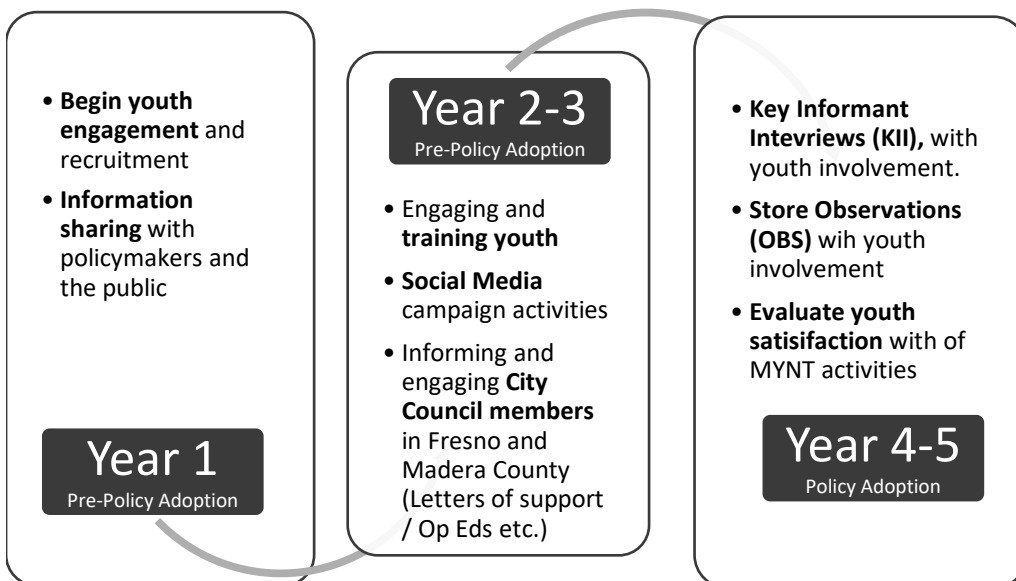 • Begin youth
engagement and
recruitment
• Information
sharing with
policymakers and
the public
Year 1
Pre-Policy Adoption
Year 2-3
Pre-Policy Adoption
• Engaging and
training youth
• Social Media
campaign activities
• Informing and
engaging City
Council members
in Fresno and
Madera County
(Letters of support
/ Op Eds etc.)
• Key Informant
Intevriews (KII), with
youth involvement.
• Store Observations
(OBS) wih youth
involvement
• Evaluate youth
satisifaction with of
MYNT activities
Year 4-5
Policy Adoption